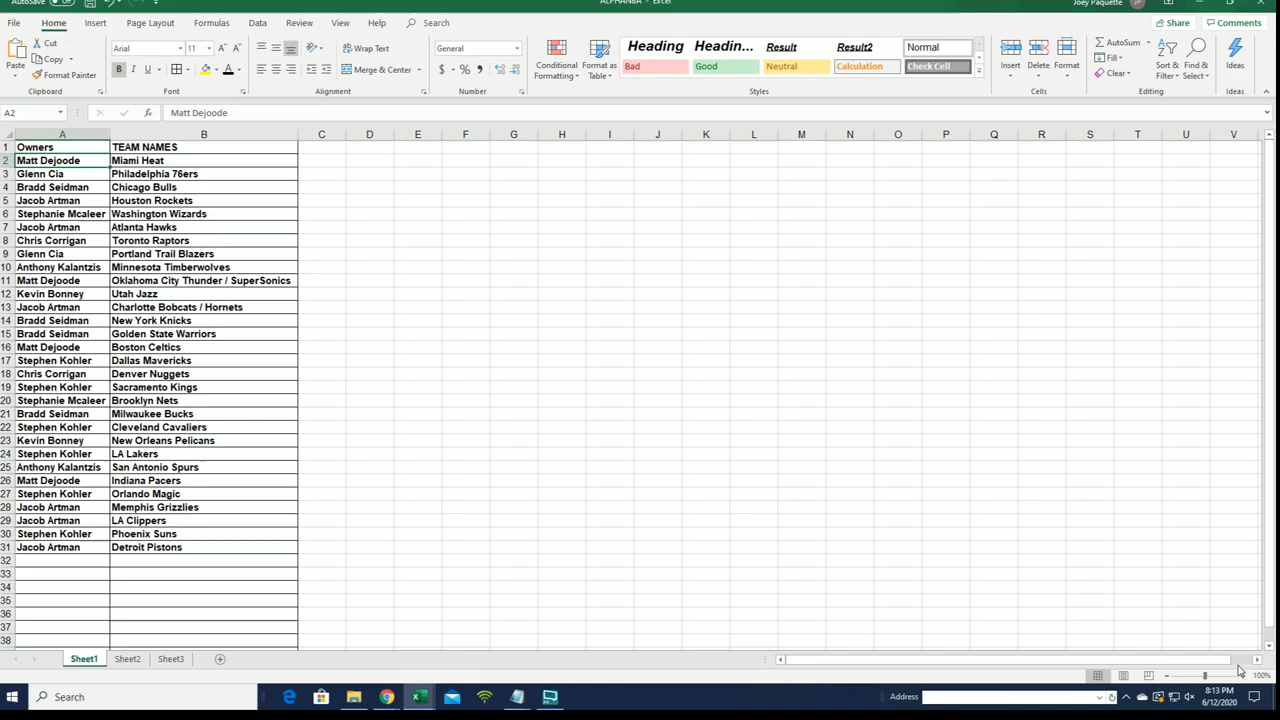 AutoSave Off ALPHANBA - Excel Joey Paquette JP
File Home Insert Page Layout Formulas Data Review View Help Search Share Comments
Paste Cut Copy Format Painter Clipboard
Arial 11 A A B I U A Font
Wrap Text Merge & Center Alignment
General $ % Number
Conditional Formatting Format as Table
Heading Headin... Result Result2 Normal
Bad Good Neutral Calculation Check Cell
Styles
Insert Delete Format Cells
AutoSum Fill Clear Sort & Filter Find & Select Editing
Ideas Ideas
A2 fx Matt Dejoode
A B C D E F G H I J K L M N O P Q R S T U V
1 Owners TEAM NAMES
2 Matt Dejoode Miami Heat
3 Glenn Cia Philadelphia 76ers
4 Bradd Seidman Chicago Bulls
5 Jacob Artman Houston Rockets
6 Stephanie Mcaleer Washington Wizards
7 Jacob Artman Atlanta Hawks
8 Chris Corrigan Toronto Raptors
9 Glenn Cia Portland Trail Blazers
10 Anthony Kalantzis Minnesota Timberwolves
11 Matt Dejoode Oklahoma City Thunder / SuperSonics
12 Kevin Bonney Utah Jazz
13 Jacob Artman Charlotte Bobcats / Hornets
14 Bradd Seidman New York Knicks
15 Bradd Seidman Golden State Warriors
16 Matt Dejoode Boston Celtics
17 Stephen Kohler Dallas Mavericks
18 Chris Corrigan Denver Nuggets
19 Stephen Kohler Sacramento Kings
20 Stephanie Mcaleer Brooklyn Nets
21 Bradd Seidman Milwaukee Bucks
22 Stephen Kohler Cleveland Cavaliers
23 Kevin Bonney New Orleans Pelicans
24 Stephen Kohler LA Lakers
25 Anthony Kalantzis San Antonio Spurs
26 Matt Dejoode Indiana Pacers
27 Stephen Kohler Orlando Magic
28 Jacob Artman Memphis Grizzlies
29 Jacob Artman LA Clippers
30 Stephen Kohler Phoenix Suns
31 Jacob Artman Detroit Pistons
32
33
34
35
36
37
38
Sheet1 Sheet2 Sheet3
100%
Search Address 8:13 PM
6/12/2020